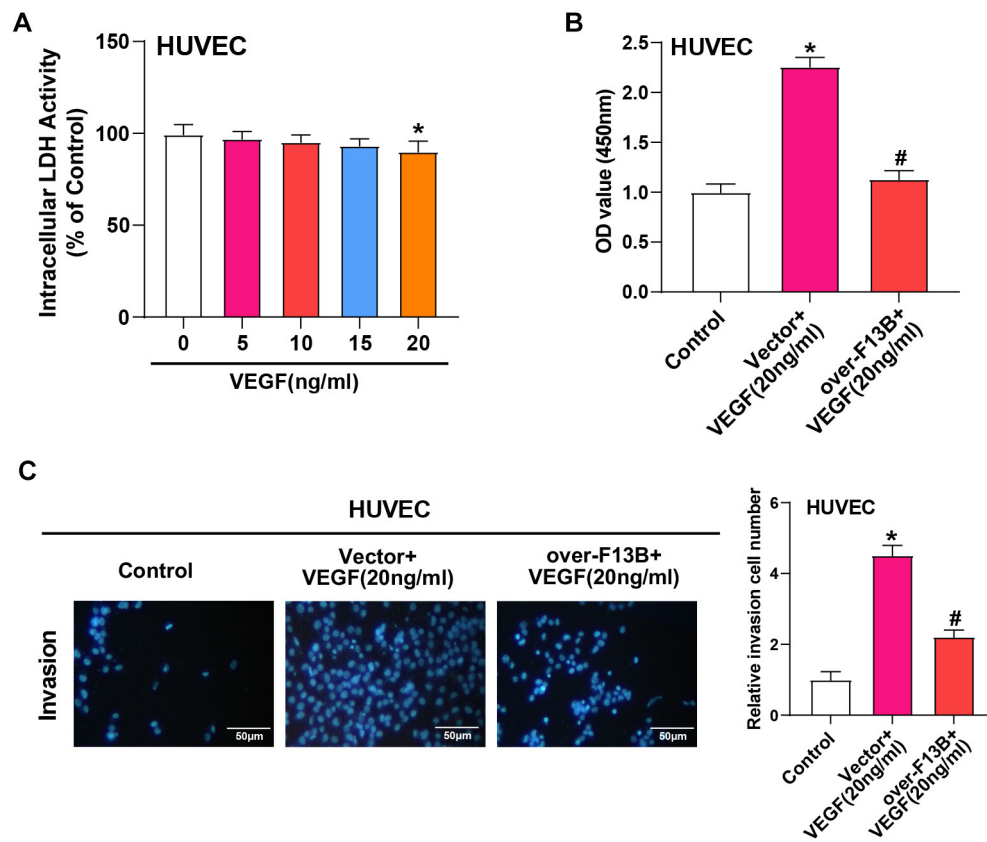 A
HUVEC
Intracellular LDH Activity
(% of Control)
150
100
50
0
*
0 5 10 15 20
VEGF(ng/ml)
B
HUVEC
OD value (450nm)
2.5
2.0
1.5
1.0
0.5
0.0
*
#
Control
Vector+
VEGF(20ng/ml)
over-F13B+
VEGF(20ng/ml)
C
HUVEC
Control
Vector+
VEGF(20ng/ml)
over-F13B+
VEGF(20ng/ml)
Invasion
50μm
50μm
50μm
HUVEC
Relative invasion cell number
6
4
2
0
*
#
Control
Vector+
VEGF(20ng/ml)
over-F13B+
VEGF(20ng/ml)